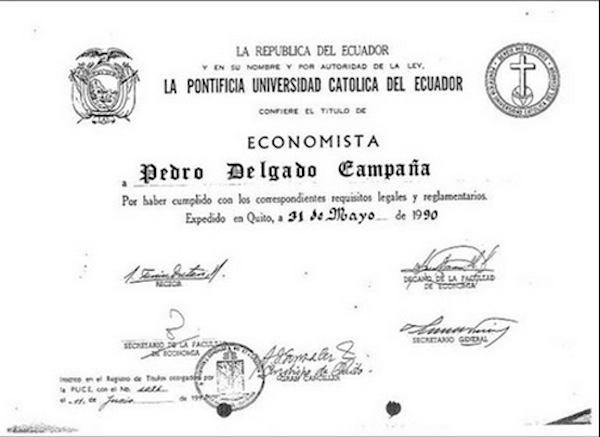 LA REPUBLICA DEL ECUADOR
Y EN SU NOMBRE Y POR AUTORIDAD DE LA LEY,
LA PONTIFICIA UNIVERSIDAD CATOLICA DEL ECUADOR
CONFIERE EL TITULO DE
ECONOMISTA
a Pedro Delgado Campaña
Por haber cumplido con los correspondientes requisitos legales y reglamentarios.
Expedido en Quito, a 31 de Mayo de 1990
RECTOR
DECANO DE LA FACULTAD
DE ECONOMIA
SECRETARIO DE LA FACULTAD
DE ECONOMIA
SECRETARIO GENERAL
GRAN CANCILLER
Inscrito en el Registro de Títulos otorgados por
la PUCE, con el No.
el de Junio de 199